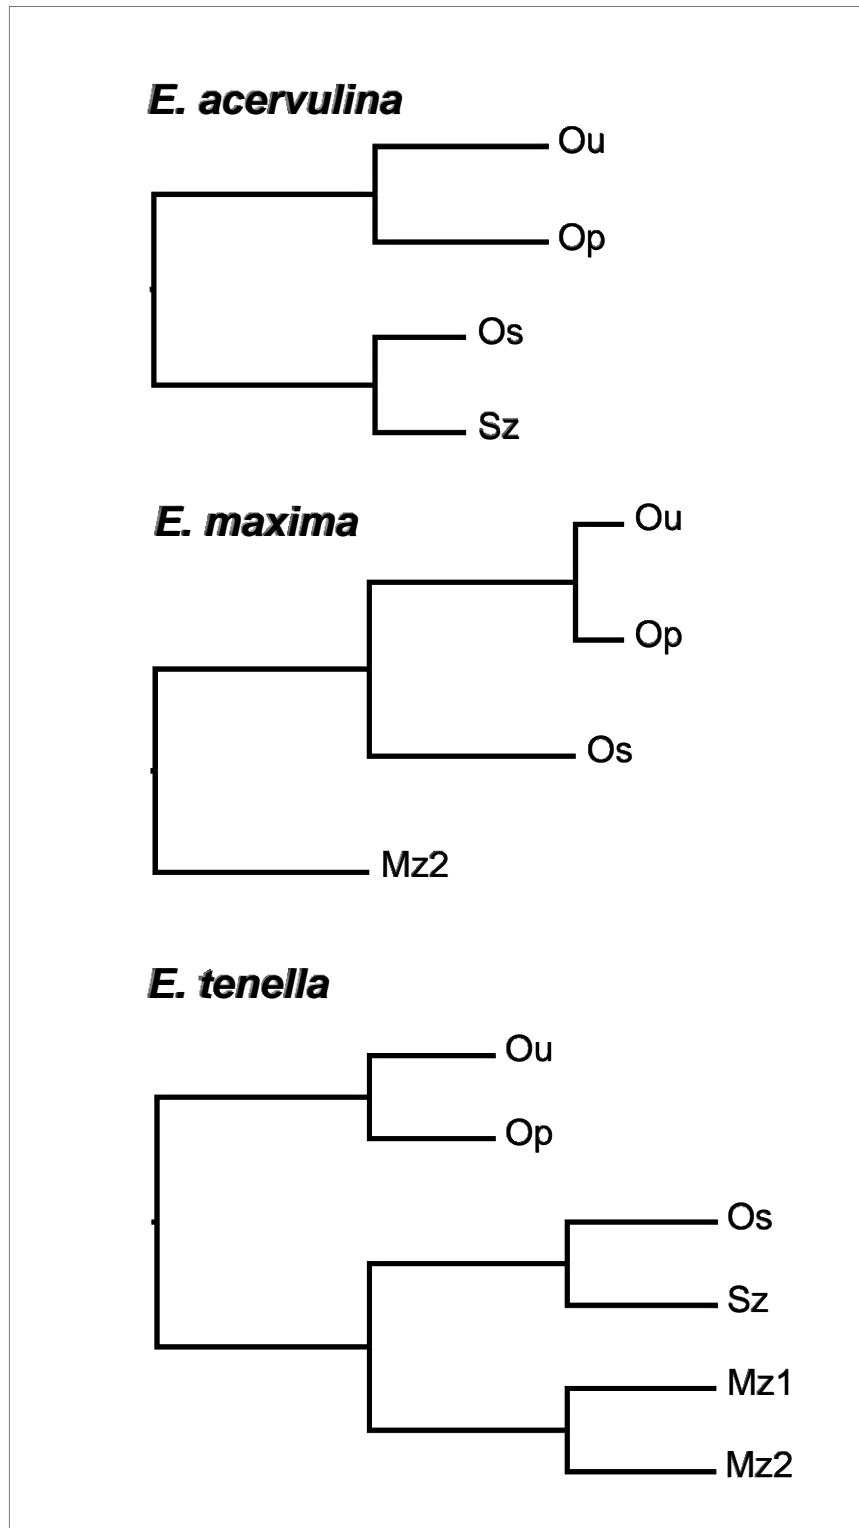 E. acervulina
Ou
Op
Os
Sz
E. maxima
Ou
Op
Os
Mz2
E. tenella
Ou
Op
Os
Sz
Mz1
Mz2